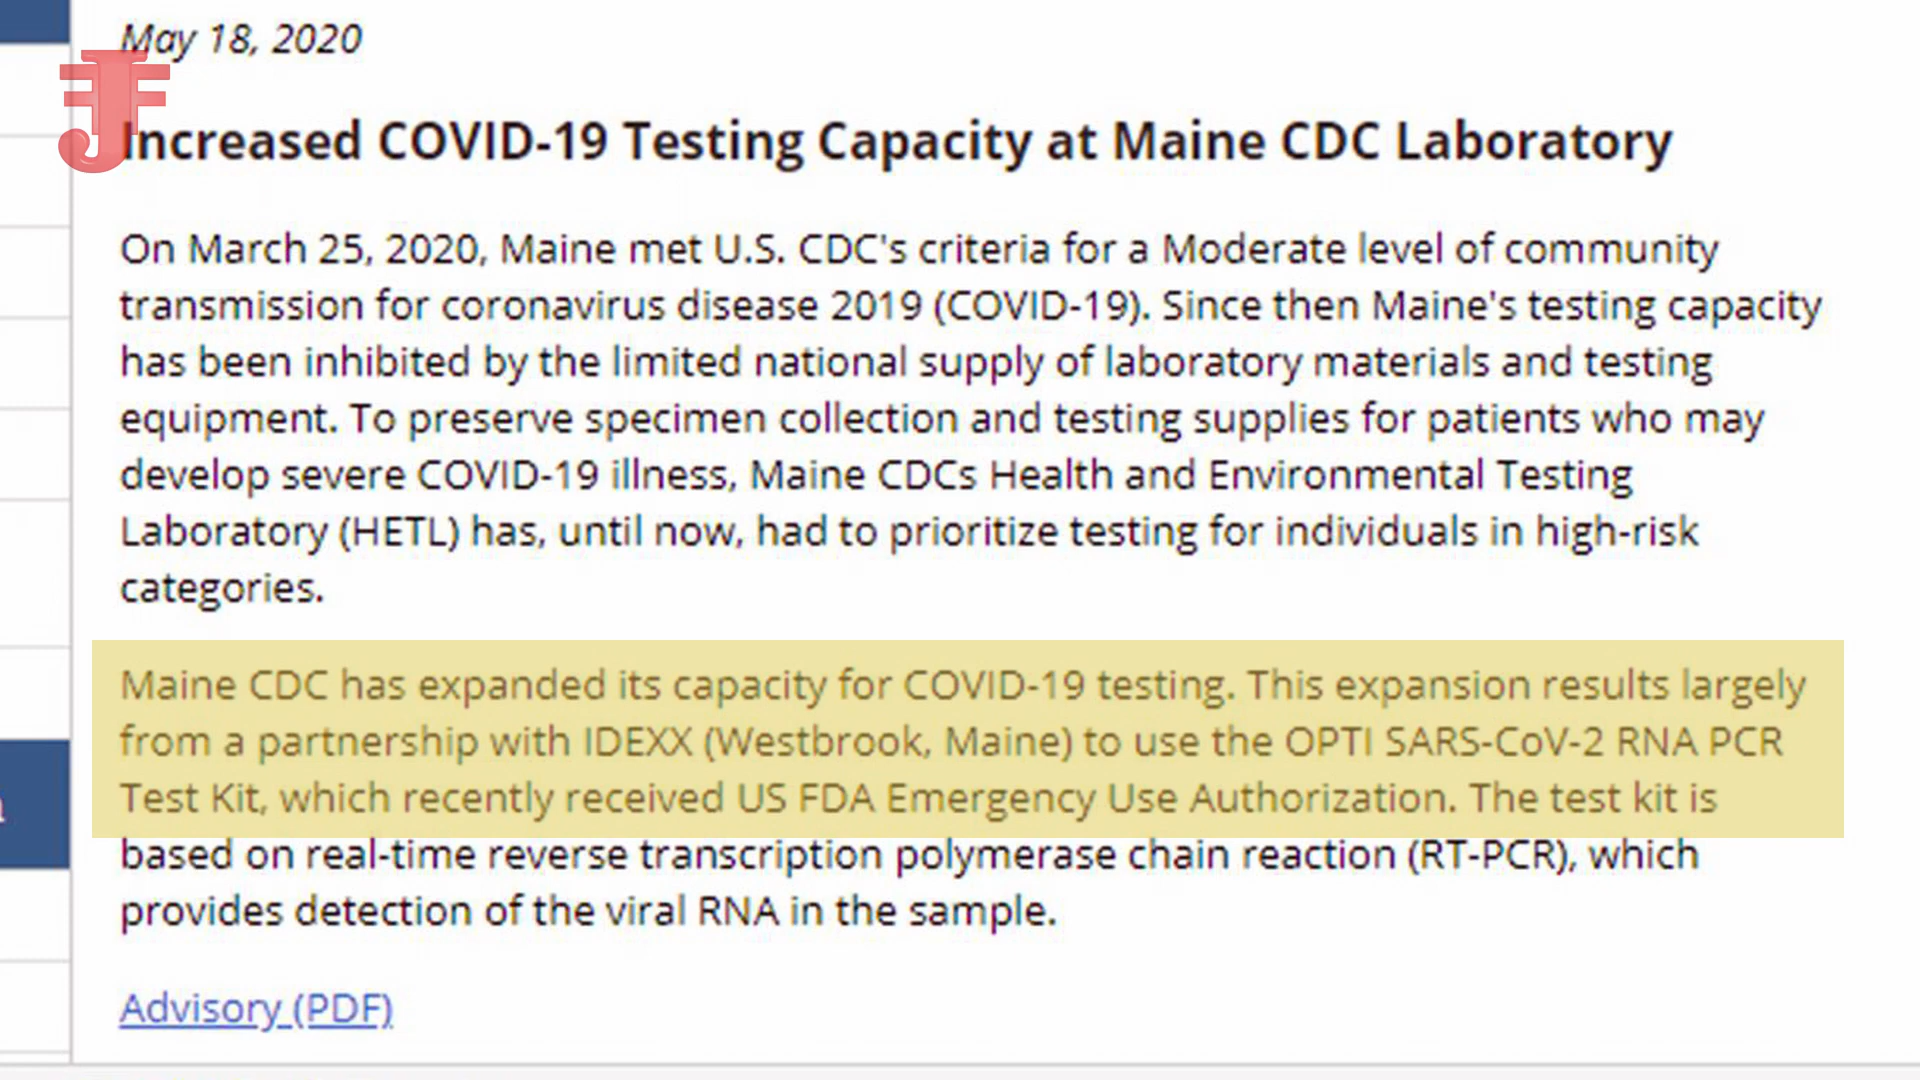 May 18, 2020
Increased COVID-19 Testing Capacity at Maine CDC Laboratory
On March 25, 2020, Maine met U.S. CDC's criteria for a Moderate level of community
transmission for coronavirus disease 2019 (COVID-19). Since then Maine's testing capacity
has been inhibited by the limited national supply of laboratory materials and testing
equipment. To preserve specimen collection and testing supplies for patients who may
develop severe COVID-19 illness, Maine CDCs Health and Environmental Testing
Laboratory (HETL) has, until now, had to prioritize testing for individuals in high-risk
categories.
Maine CDC has expanded its capacity for COVID-19 testing. This expansion results largely
from a partnership with IDEXX (Westbrook, Maine) to use the OPTI SARS-CoV-2 RNA PCR
Test Kit, which recently received US FDA Emergency Use Authorization. The test kit is
based on real-time reverse transcription polymerase chain reaction (RT-PCR), which
provides detection of the viral RNA in the sample.
Advisory (PDF)